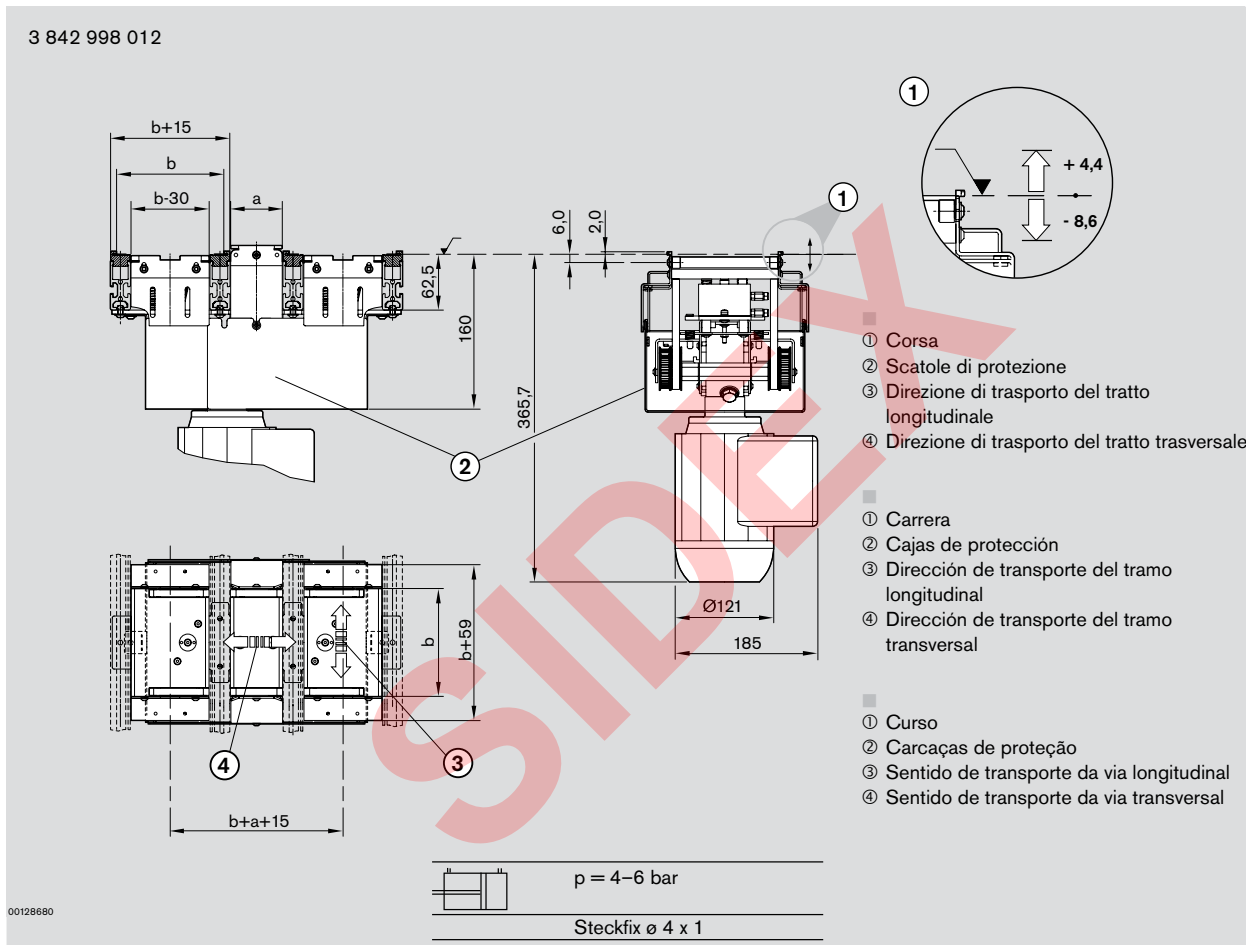 3 842 998 012
b+15
b
b-30
a
62,5
160
6,0
2,0
1
365,7
2
Ø121
185
1
+ 4,4
- 8,6
① Corsa
② Scatole di protezione
③ Direzione di trasporto del tratto
longitudinale
④ Direzione di trasporto del tratto trasversale
① Carrera
② Cajas de protección
③ Dirección de transporte del tramo
longitudinal
④ Dirección de transporte del tramo
transversal
① Curso
② Carcaças de proteção
③ Sentido de transporte da via longitudinal
④ Sentido de transporte da via transversal
b
b+59
4
3
b+a+15
p = 4–6 bar
Steckfix ø 4 x 1
00128680
SIDEX